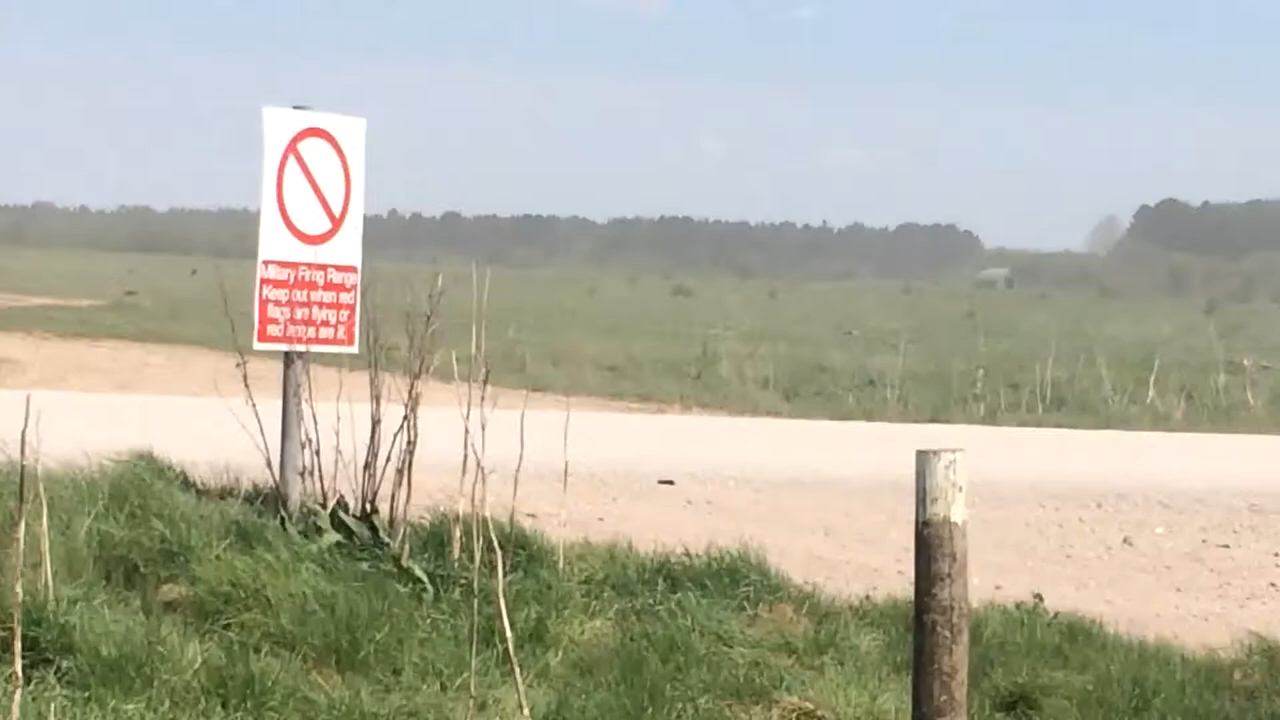 Military Firing Range
Keep out when red
flags are flying or
red lamps are lit.